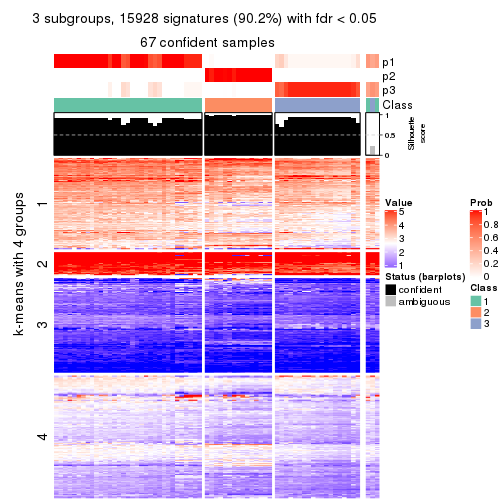 3 subgroups, 15928 signatures (90.2%) with fdr < 0.05
67 confident samples
p1
p2
p3
Class
1
0.5
0
Silhouette
score
k-means with 4 groups
1
2
3
4
Value
5
4
3
2
1
Status (barplots)
confident
ambiguous
Prob
1
0.8
0.6
0.4
0.2
0
Class
1
2
3